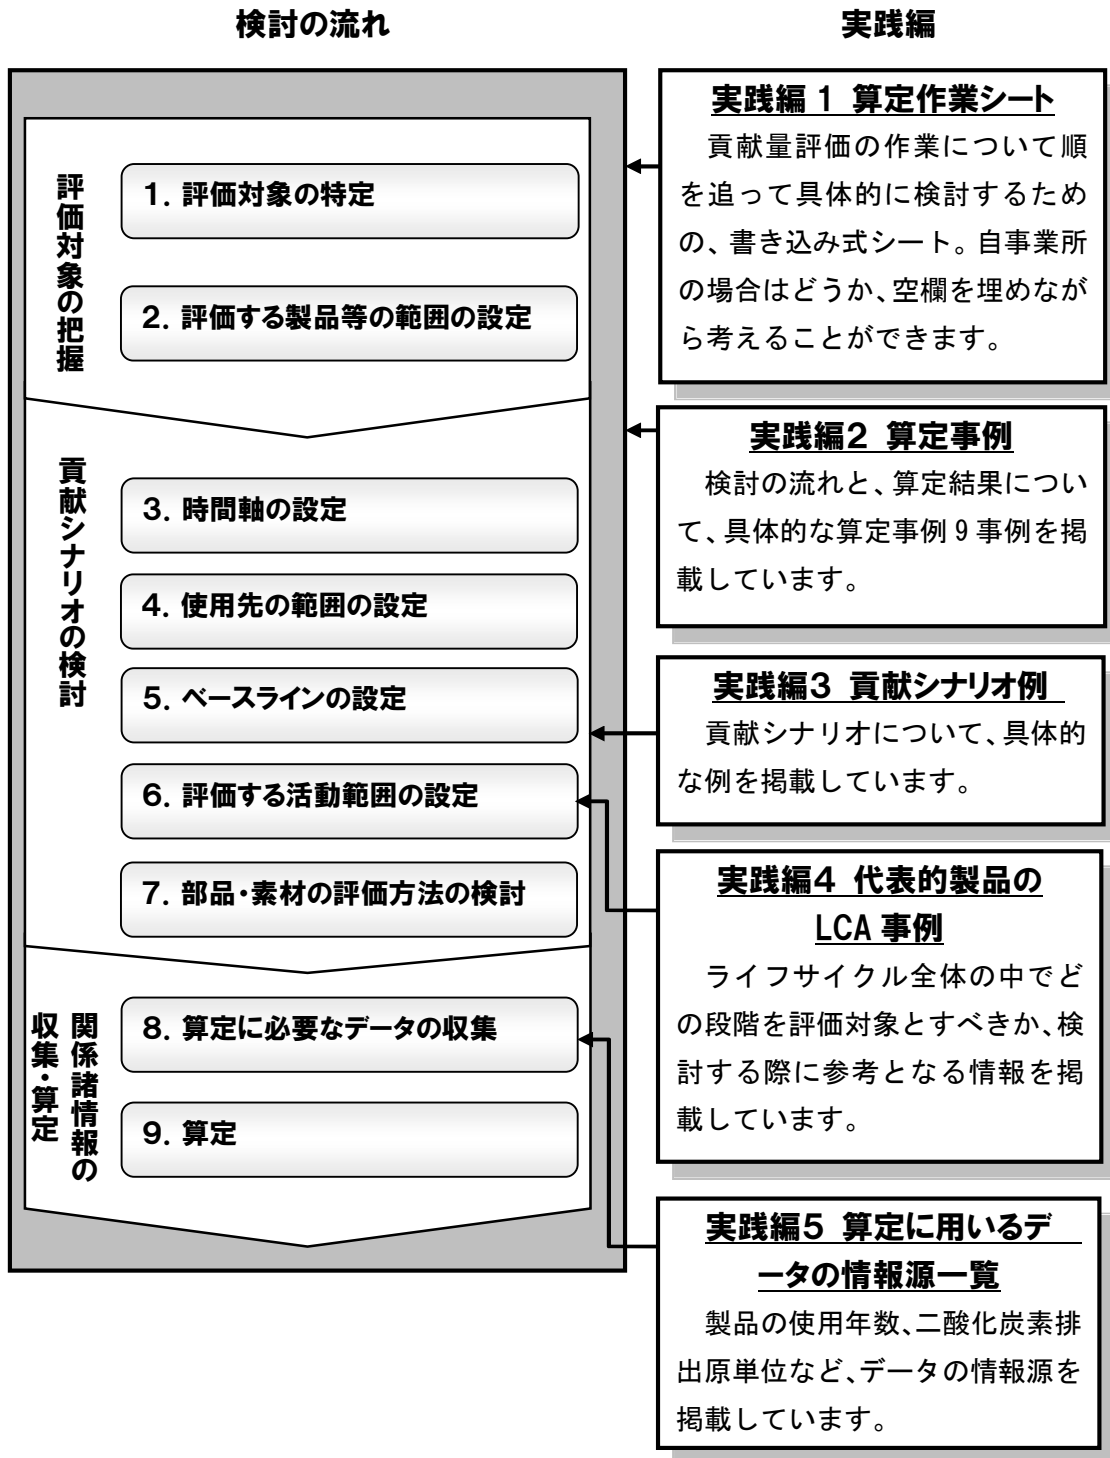 検討の流れ
評価対象の把握
1. 評価対象の特定
2. 評価する製品等の範囲の設定
貢献シナリオの検討
3. 時間軸の設定
4. 使用先の範囲の設定
5. ベースラインの設定
6. 評価する活動範囲の設定
7. 部品・素材の評価方法の検討
関係諸情報の
収集・算定
8. 算定に必要なデータの収集
9. 算定
実践編
実践編 1 算定作業シート
貢献量評価の作業について順
を追って具体的に検討するため
の、書き込み式シート。自事業所
の場合はどうか、空欄を埋めなが
ら考えることができます。
実践編2 算定事例
検討の流れと、算定結果につい
て、具体的な算定事例 9 事例を掲
載しています。
実践編3 貢献シナリオ例
貢献シナリオについて、具体的
な例を掲載しています。
実践編4 代表的製品の
LCA 事例
ライフサイクル全体の中でど
の段階を評価対象とすべきか、検
討する際に参考となる情報を掲
載しています。
実践編5 算定に用いるデ
ータの情報源一覧
製品の使用年数、二酸化炭素排
出原単位など、データの情報源を
掲載しています。